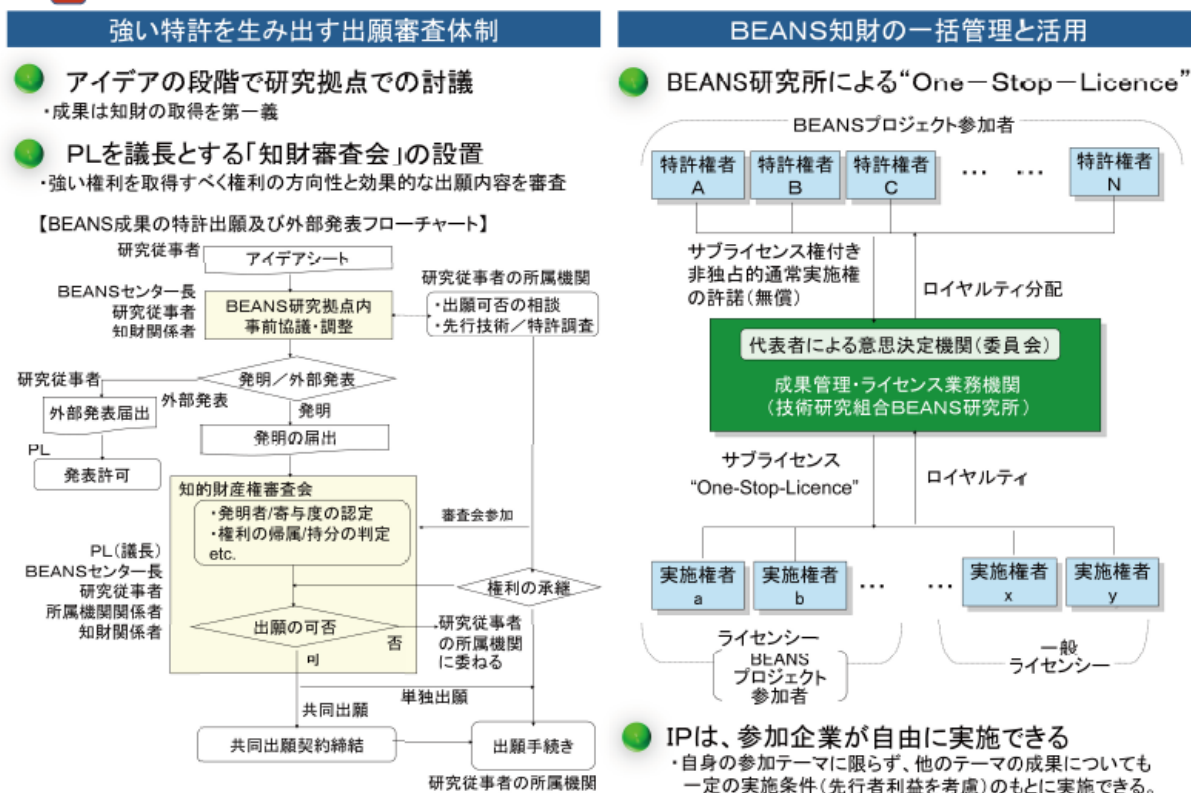 強い特許を生み出す出願審査体制
アイデアの段階で研究拠点での討議
・成果は知財の取得を第一義
PLを議長とする「知財審査会」の設置
・強い権利を取得すべく権利の方向性と効果的な出願内容を審査
【BEANS成果の特許出願及び外部発表フローチャート】
研究従事者
アイデアシート
BEANSセンター長
研究従事者
知財関係者
BEANS研究拠点内
事前協議・調整
研究従事者の所属機関
・出願可否の相談
・先行技術／特許調査
発明／外部発表
研究従事者
外部発表
外部発表届出
発明
発明の届出
PL
発表許可
知的財産権審査会
・発明者/寄与度の認定
・権利の帰属/持分の判定
etc.
審査会参加
PL(議長)
BEANSセンター長
研究従事者
所属機関関係者
知財関係者
権利の承継
出願の可否
否
可
研究従事者
の所属機関
に委ねる
単独出願
共同出願
共同出願契約締結
出願手続き
研究従事者の所属機関
BEANS知財の一括管理と活用
BEANS研究所による“One－Stop－Licence”
BEANSプロジェクト参加者
特許権者
A
特許権者
B
特許権者
C
… …
特許権者
N
サブライセンス権付き
非独占的通常実施権
の許諾(無償)
ロイヤルティ分配
代表者による意思決定機関(委員会)
成果管理・ライセンス業務機関
(技術研究組合BEANS研究所)
サブライセンス
“One-Stop-Licence”
ロイヤルティ
実施権者
a
実施権者
b
… …
実施権者
x
実施権者
y
ライセンシー
BEANS
プロジェクト
参加者
一般
ライセンシー
IPは、参加企業が自由に実施できる
・自身の参加テーマに限らず、他のテーマの成果についても
一定の実施条件(先行者利益を考慮)のもとに実施できる。